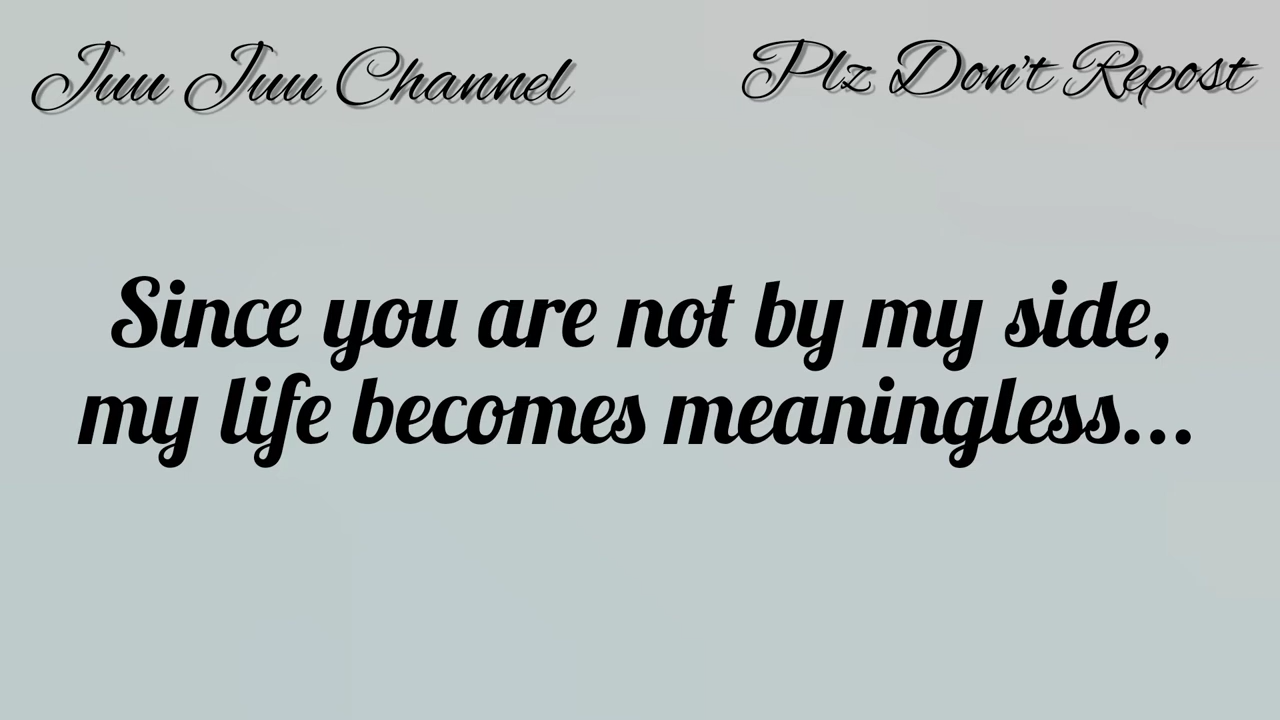 Juu Juu Channel
Plz Don't Repost
Since you are not by my side,
my life becomes meaningless...